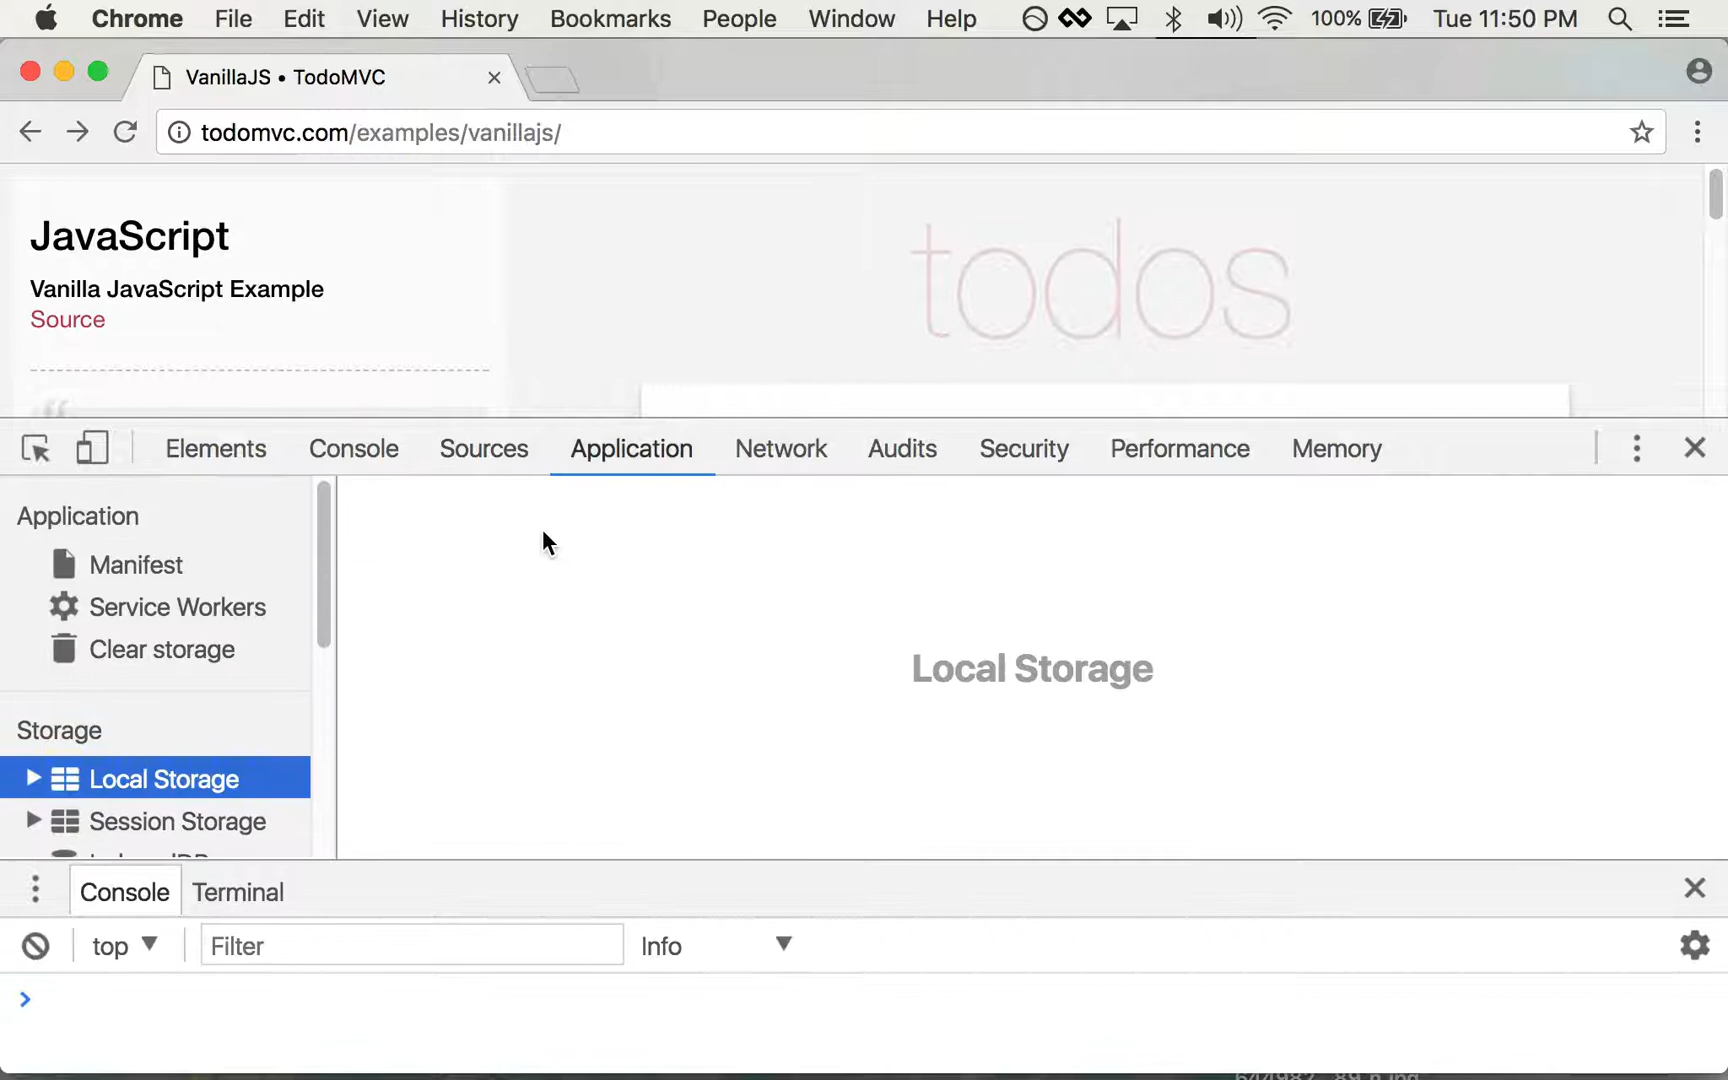 Chrome File Edit View History Bookmarks People Window Help 100% Tue 11:50 PM
VanillaJS • TodoMVC
todomvc.com/examples/vanillajs/
JavaScript
todos
Vanilla JavaScript Example
Source
“
Elements Console Sources Application Network Audits Security Performance Memory
Application
Manifest
Service Workers
Clear storage
Local Storage
Storage
Local Storage
Session Storage
Console Terminal
top Filter Info